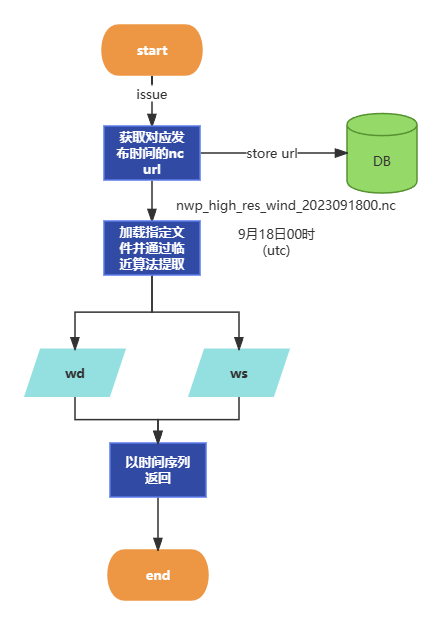 start
issue
获取对应发
布时间的nc
url
store url
DB
nwp_high_res_wind_2023091800.nc
加载指定文
件并通过临
近算法提取
9月18日00时
(utc)
wd
ws
以时间序列
返回
end